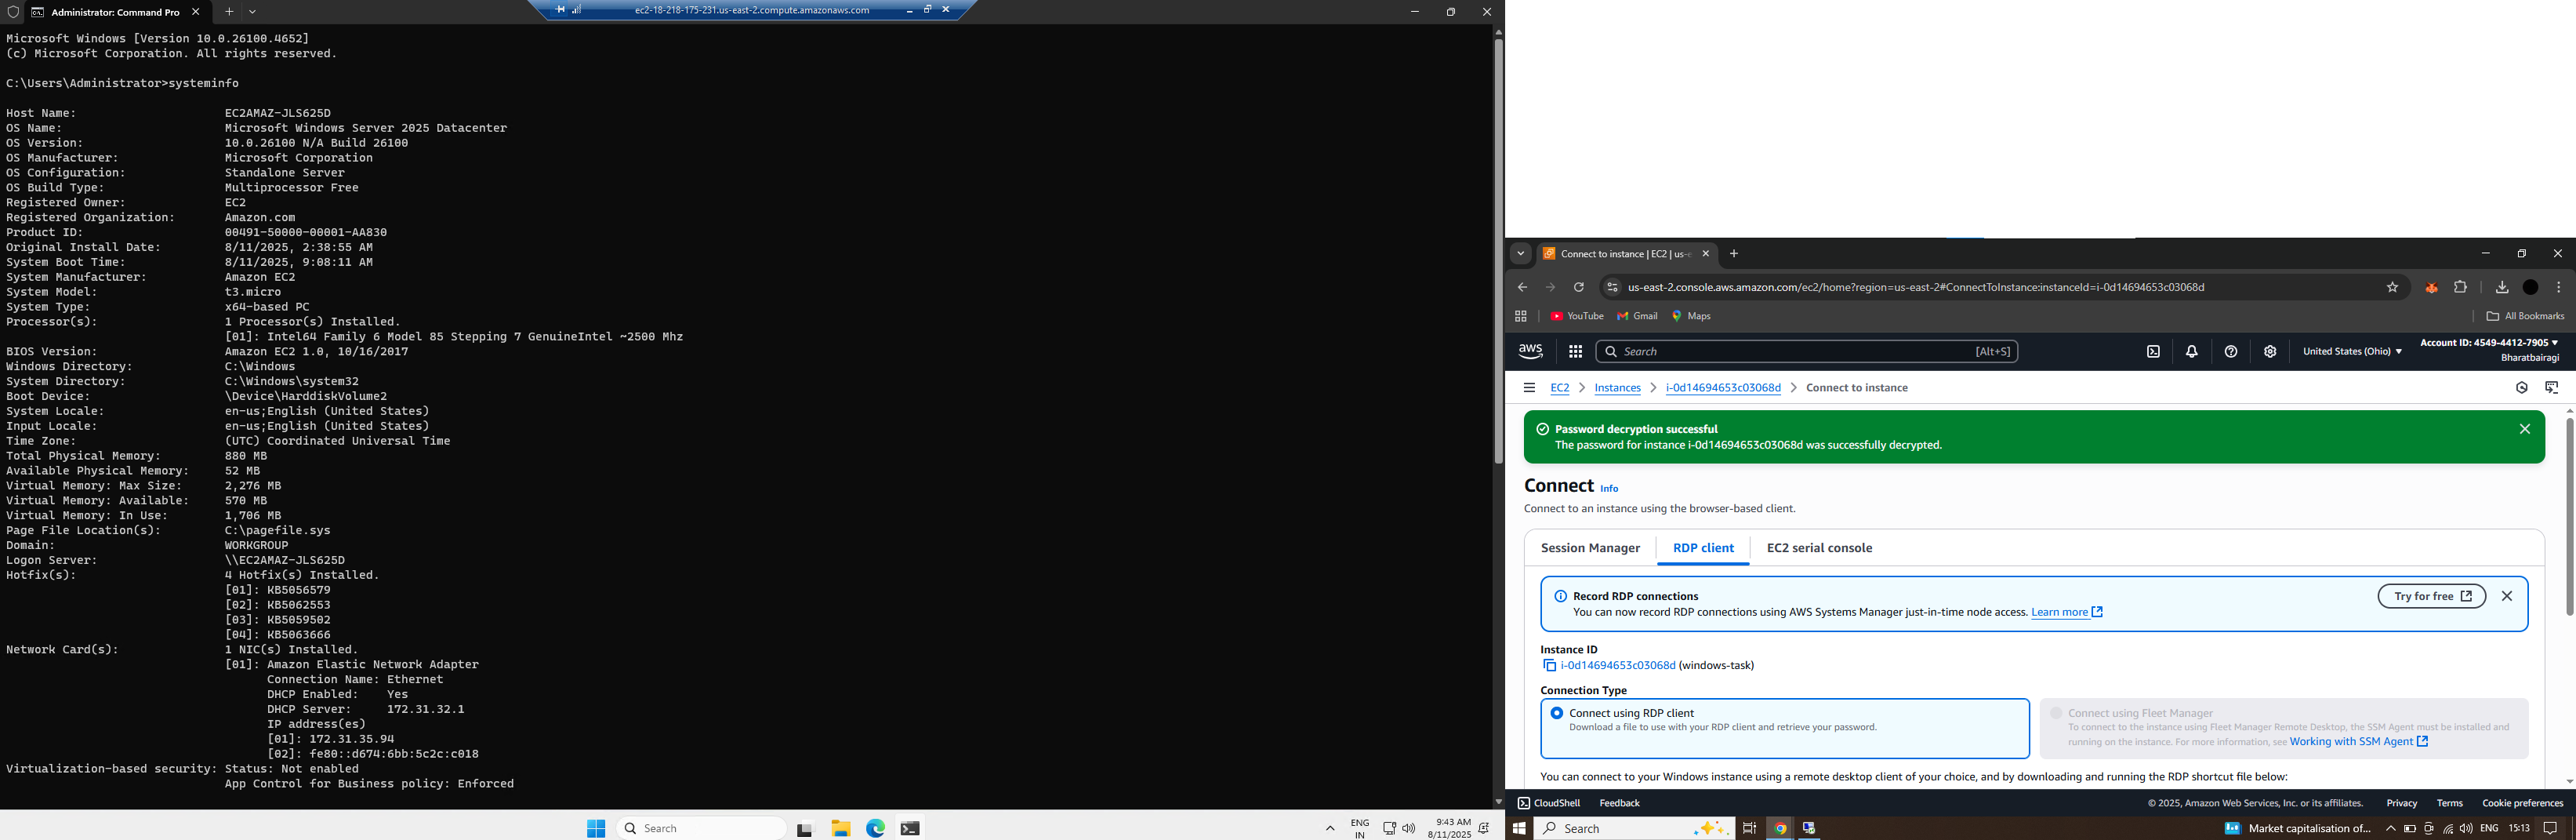 Administrator: Command Pro
ec2-18-218-175-231.us-east-2.compute.amazonaws.com
Microsoft Windows [Version 10.0.26100.4652]
(c) Microsoft Corporation. All rights reserved.
C:\Users\Administrator>systeminfo
Host Name: EC2AMAZ-JLS625D
OS Name: Microsoft Windows Server 2025 Datacenter
OS Version: 10.0.26100 N/A Build 26100
OS Manufacturer: Microsoft Corporation
OS Configuration: Standalone Server
OS Build Type: Multiprocessor Free
Registered Owner: EC2
Registered Organization: Amazon.com
Product ID: 00491-50000-00001-AA830
Original Install Date: 8/11/2025, 2:38:55 AM
System Boot Time: 8/11/2025, 9:08:11 AM
System Manufacturer: Amazon EC2
System Model: t3.micro
System Type: x64-based PC
Processor(s): 1 Processor(s) Installed.
[01]: Intel64 Family 6 Model 85 Stepping 7 GenuineIntel ~2500 Mhz
BIOS Version: Amazon EC2 1.0, 10/16/2017
Windows Directory: C:\Windows
System Directory: C:\Windows\system32
Boot Device: \Device\HarddiskVolume2
System Locale: en-us;English (United States)
Input Locale: en-us;English (United States)
Time Zone: (UTC) Coordinated Universal Time
Total Physical Memory: 880 MB
Available Physical Memory: 52 MB
Virtual Memory: Max Size: 2,276 MB
Virtual Memory: Available: 570 MB
Virtual Memory: In Use: 1,706 MB
Page File Location(s): C:\pagefile.sys
Domain: WORKGROUP
Logon Server: \\EC2AMAZ-JLS625D
Hotfix(s): 4 Hotfix(s) Installed.
[01]: KB5056579
[02]: KB5062553
[03]: KB5059502
[04]: KB5063666
Network Card(s): 1 NIC(s) Installed.
[01]: Amazon Elastic Network Adapter
Connection Name: Ethernet
DHCP Enabled: Yes
DHCP Server: 172.31.32.1
IP address(es)
[01]: 172.31.35.94
[02]: fe80::d674:6bb:5c2c:c018
Virtualization-based security: Status: Not enabled
App Control for Business policy: Enforced
Search
ENG
IN
9:43 AM
8/11/2025
Connect to instance | EC2 | us-e
us-east-2.console.aws.amazon.com/ec2/home?region=us-east-2#ConnectToInstance:instanceId=i-0d14694653c03068d
YouTube Gmail Maps All Bookmarks
aws Search [Alt+S] United States (Ohio) Account ID: 4549-4412-7905
Bharatbairagi
EC2 Instances i-0d14694653c03068d Connect to instance
Password decryption successful
The password for instance i-0d14694653c03068d was successfully decrypted.
Connect Info
Connect to an instance using the browser-based client.
Session Manager RDP client EC2 serial console
Record RDP connections
You can now record RDP connections using AWS Systems Manager just-in-time node access. Learn more
Try for free
Instance ID
i-0d14694653c03068d (windows-task)
Connection Type
Connect using RDP client
Download a file to use with your RDP client and retrieve your password.
Connect using Fleet Manager
To connect to the instance using Fleet Manager Remote Desktop, the SSM Agent must be installed and
running on the instance. For more information, see Working with SSM Agent
You can connect to your Windows instance using a remote desktop client of your choice, and by downloading and running the RDP shortcut file below:
CloudShell Feedback © 2025, Amazon Web Services, Inc. or its affiliates. Privacy Terms Cookie preferences
Search Market capitalisation of... ENG 15:13